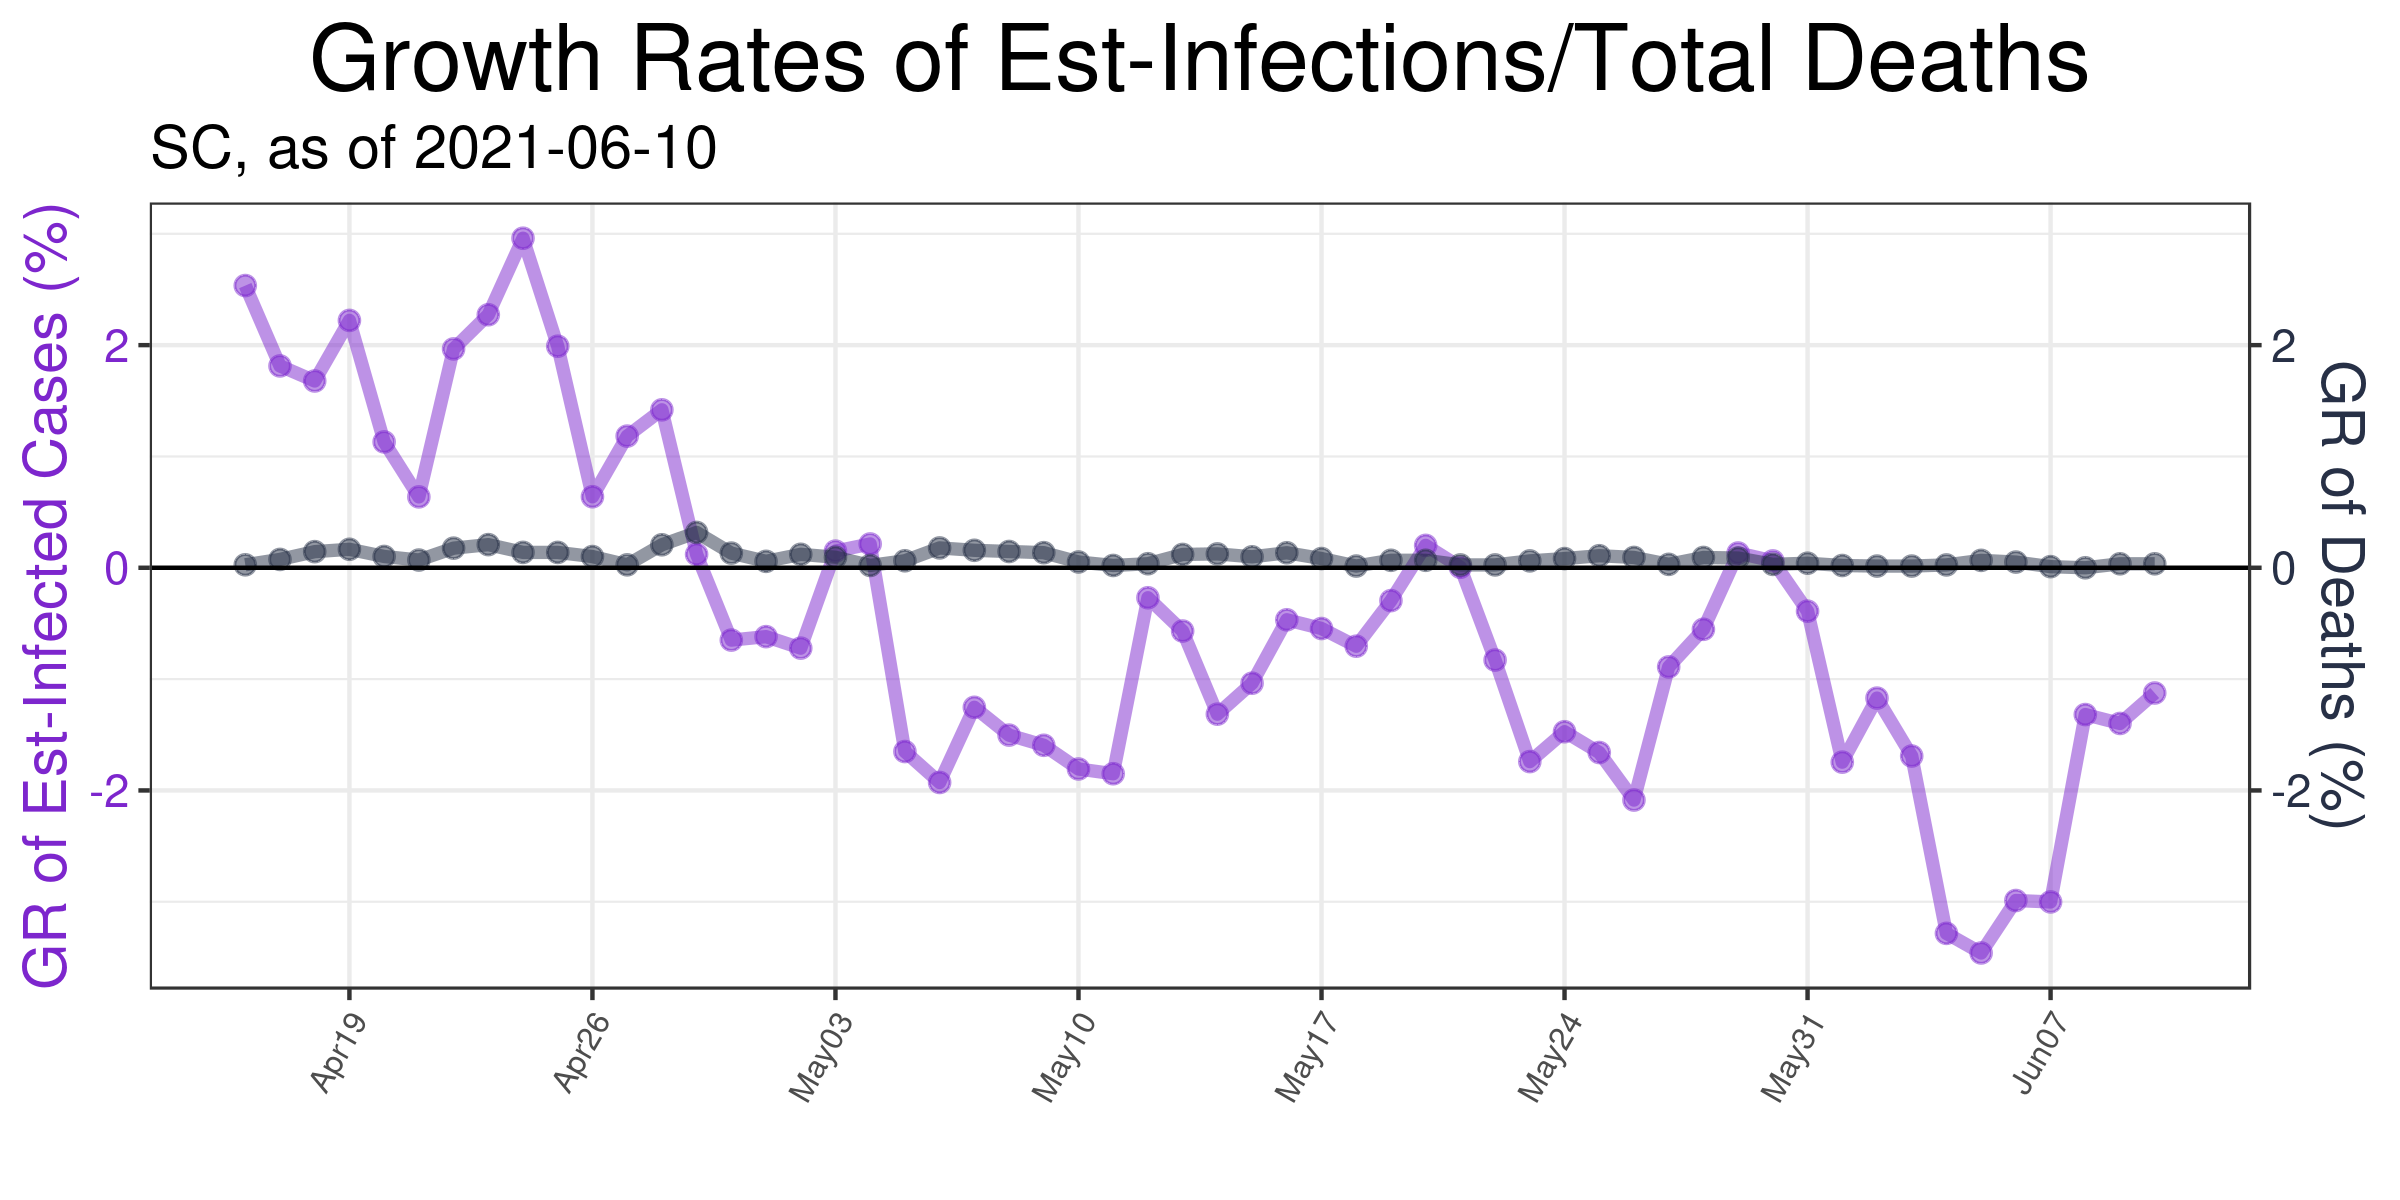 Growth Rates of Est-Infections/Total Deaths
SC, as of 2021-06-10
GR of Est-Infected Cases (%)
2
0
-2
2
0
-2
GR of Deaths (%)
Apr19
Apr26
May03
May10
May17
May24
May31
Jun07